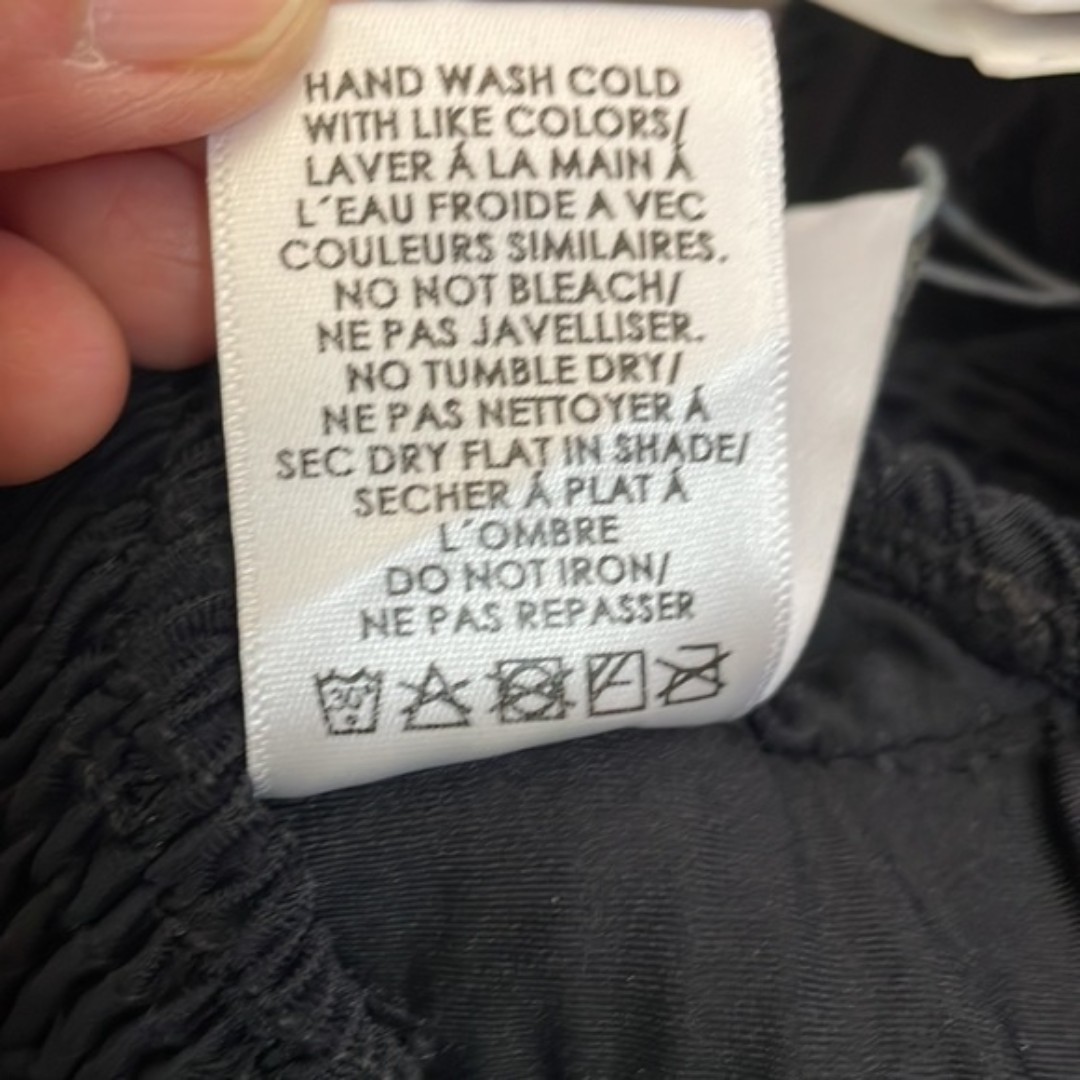 HAND WASH COLD
WITH LIKE COLORS/
LAVER Á LA MAIN Á
L´EAU FROIDE A VEC
COULEURS SIMILAIRES.
NO NOT BLEACH/
NE PAS JAVELLISER.
NO TUMBLE DRY/
NE PAS NETTOYER Á
SEC DRY FLAT IN SHADE/
SECHER Á PLAT Á
L´OMBRE
DO NOT IRON/
NE PAS REPASSER
30°